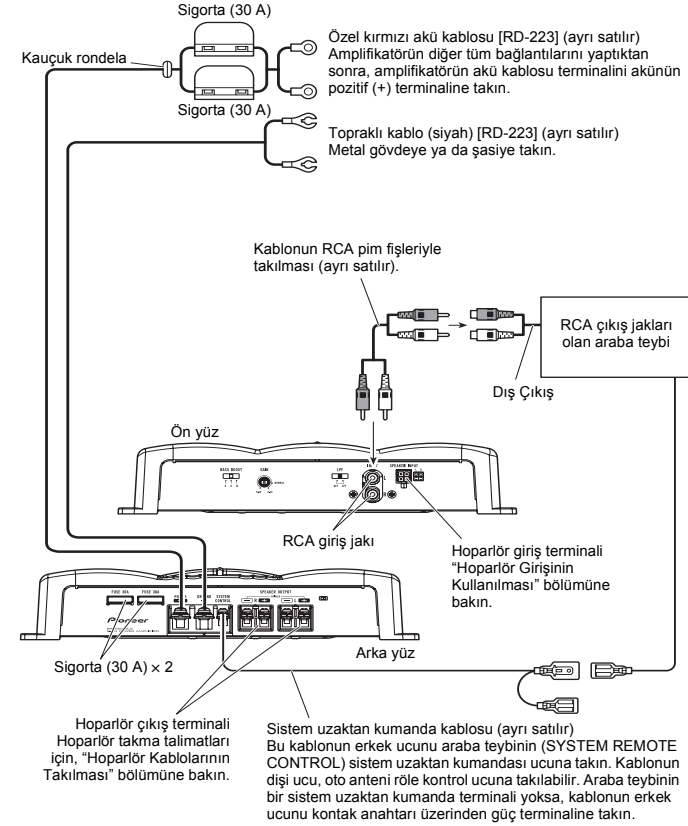 Sigorta (30 A)
Kauçuk rondela
Sigorta (30 A)
Özel kırmızı akü kablosu [RD-223] (ayrı satılır)
Amplifikatörün diğer tüm bağlantılarını yaptıktan
sonra, amplifikatörün akü kablosu terminalini akünün
pozitif (+) terminaline takın.
Topraklı kablo (siyah) [RD-223] (ayrı satılır)
Metal gövdeye ya da şasiye takın.
Kablonun RCA pim fişleriyle
takılması (ayrı satılır).
RCA çıkış jakları
olan araba teybi
Dış Çıkış
Ön yüz
BASS BOOST
GAIN
LPF
SPEAKER INPUT
RCA giriş jakı
Hoparlör giriş terminali
“Hoparlör Girişinin
Kullanılması” bölümüne
bakın.
FUSE 30A
FUSE 30A
SYSTEM
CONTROL
SPEAKER OUTPUT
Pioneer
Arka yüz
Sigorta (30 A) × 2
Hoparlör çıkış terminali
Hoparlör takma talimatları
için, “Hoparlör Kablolarının
Takılması” bölümüne bakın.
Sistem uzaktan kumanda kablosu (ayrı satılır)
Bu kablonun erkek ucunu araba teybinin (SYSTEM REMOTE
CONTROL) sistem uzaktan kumandası ucuna takın. Kablonun
dişi ucu, oto anteni röle kontrol ucuna takılabilir. Araba teybinin
bir sistem uzaktan kumanda terminali yoksa, kablonun erkek
ucunu kontak anahtarı üzerinden güç terminaline takın.